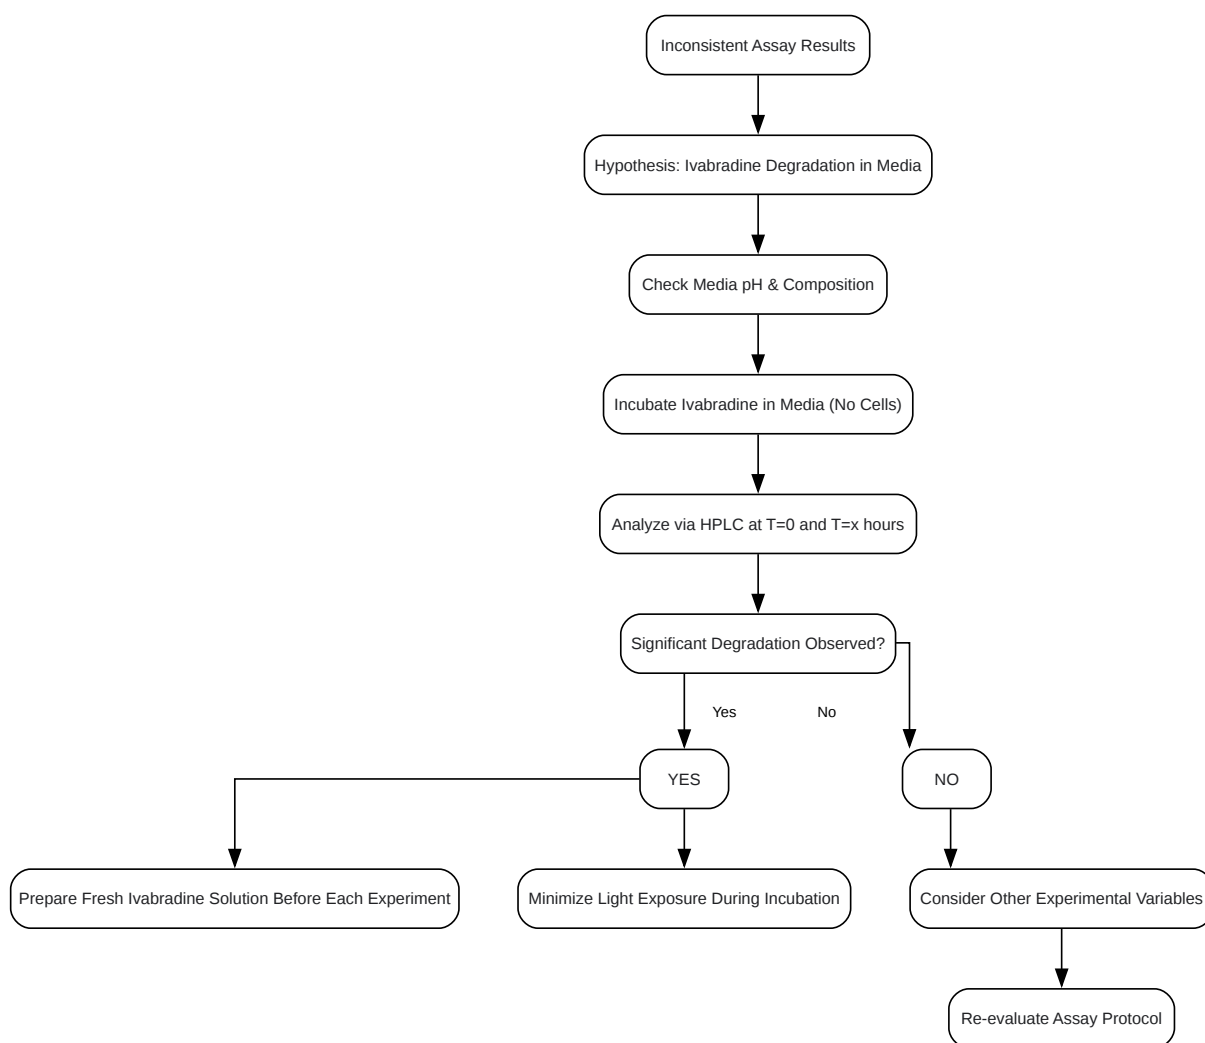 Inconsistent Assay Results
Hypothesis: Ivabradine Degradation in Media
Check Media pH & Composition
Incubate Ivabradine in Media (No Cells)
Analyze via HPLC at T=0 and T=x hours
Significant Degradation Observed?
Yes
No
YES
NO
Prepare Fresh Ivabradine Solution Before Each Experiment
Minimize Light Exposure During Incubation
Consider Other Experimental Variables
Re-evaluate Assay Protocol